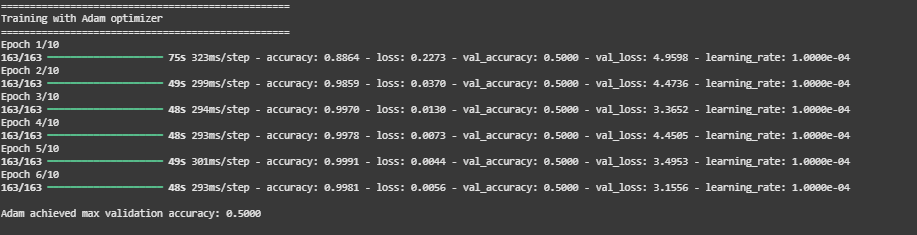 ==================================================
Training with Adam optimizer
==================================================
Epoch 1/10
163/163 ━━━━━━━━━━━━━━━━━━━━ 75s 323ms/step - accuracy: 0.8864 - loss: 0.2273 - val_accuracy: 0.5000 - val_loss: 4.9598 - learning_rate: 1.0000e-04
Epoch 2/10
163/163 ━━━━━━━━━━━━━━━━━━━━ 49s 299ms/step - accuracy: 0.9859 - loss: 0.0370 - val_accuracy: 0.5000 - val_loss: 4.4736 - learning_rate: 1.0000e-04
Epoch 3/10
163/163 ━━━━━━━━━━━━━━━━━━━━ 48s 294ms/step - accuracy: 0.9970 - loss: 0.0130 - val_accuracy: 0.5000 - val_loss: 3.3652 - learning_rate: 1.0000e-04
Epoch 4/10
163/163 ━━━━━━━━━━━━━━━━━━━━ 48s 293ms/step - accuracy: 0.9978 - loss: 0.0073 - val_accuracy: 0.5000 - val_loss: 4.4505 - learning_rate: 1.0000e-04
Epoch 5/10
163/163 ━━━━━━━━━━━━━━━━━━━━ 49s 301ms/step - accuracy: 0.9991 - loss: 0.0044 - val_accuracy: 0.5000 - val_loss: 3.4953 - learning_rate: 1.0000e-04
Epoch 6/10
163/163 ━━━━━━━━━━━━━━━━━━━━ 48s 293ms/step - accuracy: 0.9981 - loss: 0.0056 - val_accuracy: 0.5000 - val_loss: 3.1556 - learning_rate: 1.0000e-04
Adam achieved max validation accuracy: 0.5000